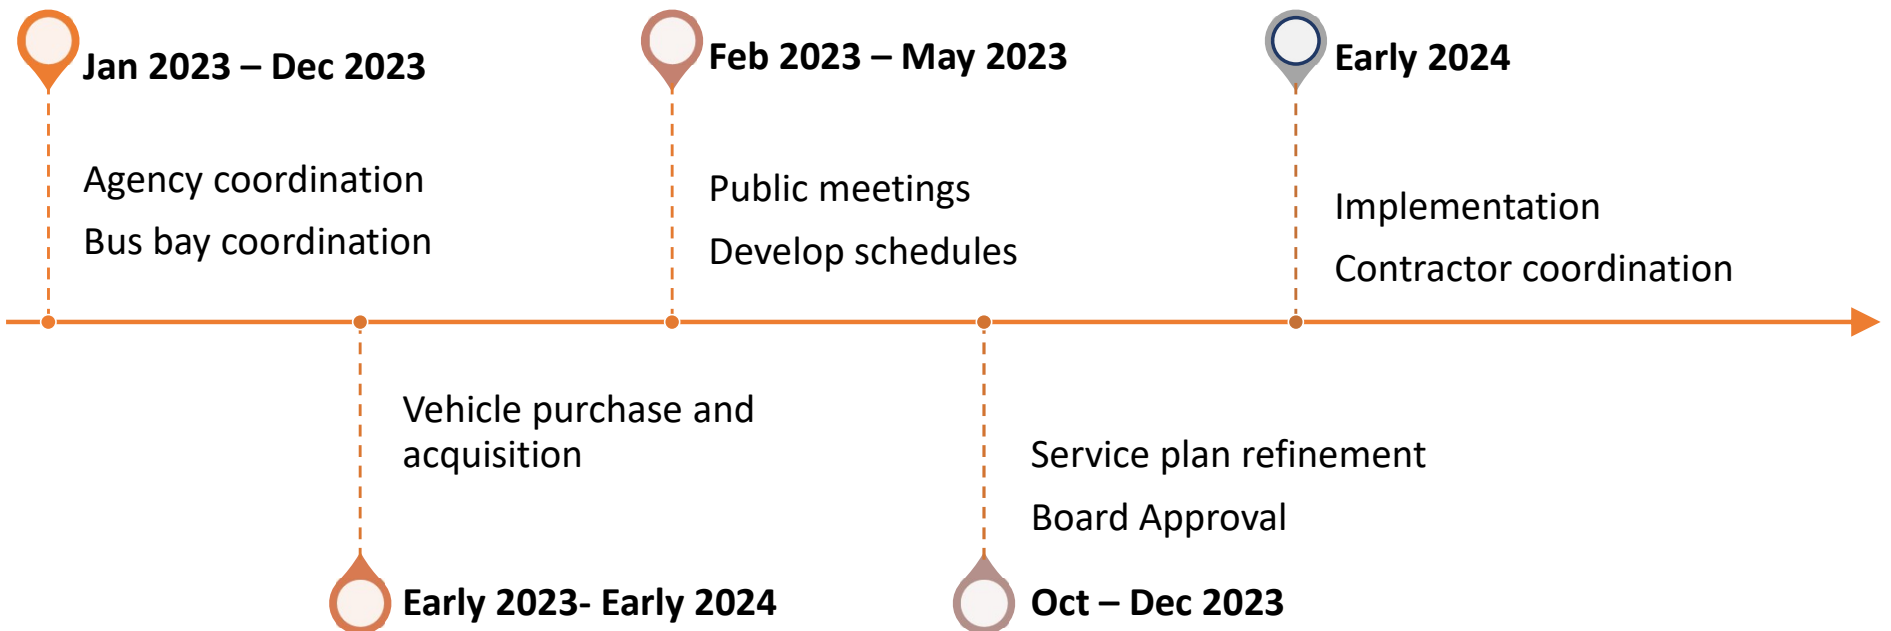 Jan 2023 – Dec 2023
Agency coordination
Bus bay coordination
Vehicle purchase and
acquisition
Early 2023- Early 2024
Feb 2023 – May 2023
Public meetings
Develop schedules
Service plan refinement
Board Approval
Oct – Dec 2023
Early 2024
Implementation
Contractor coordination